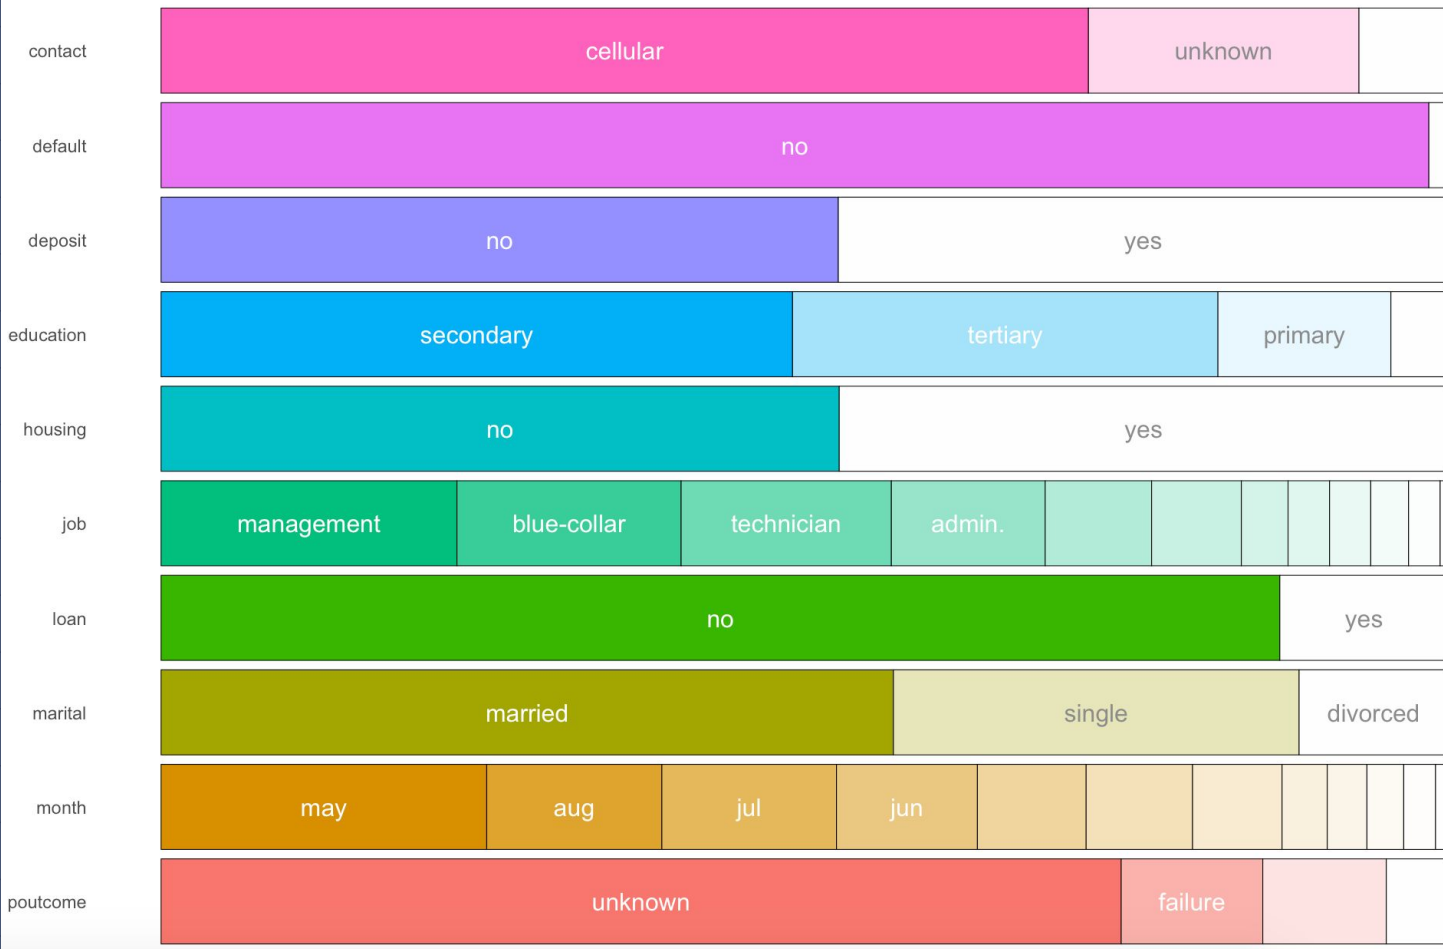 contact cellular unknown
default no
deposit no yes
education secondary tertiary primary
housing no yes
job management blue-collar technician admin.
loan no yes
marital married single divorced
month may aug jul jun
poutcome unknown failure